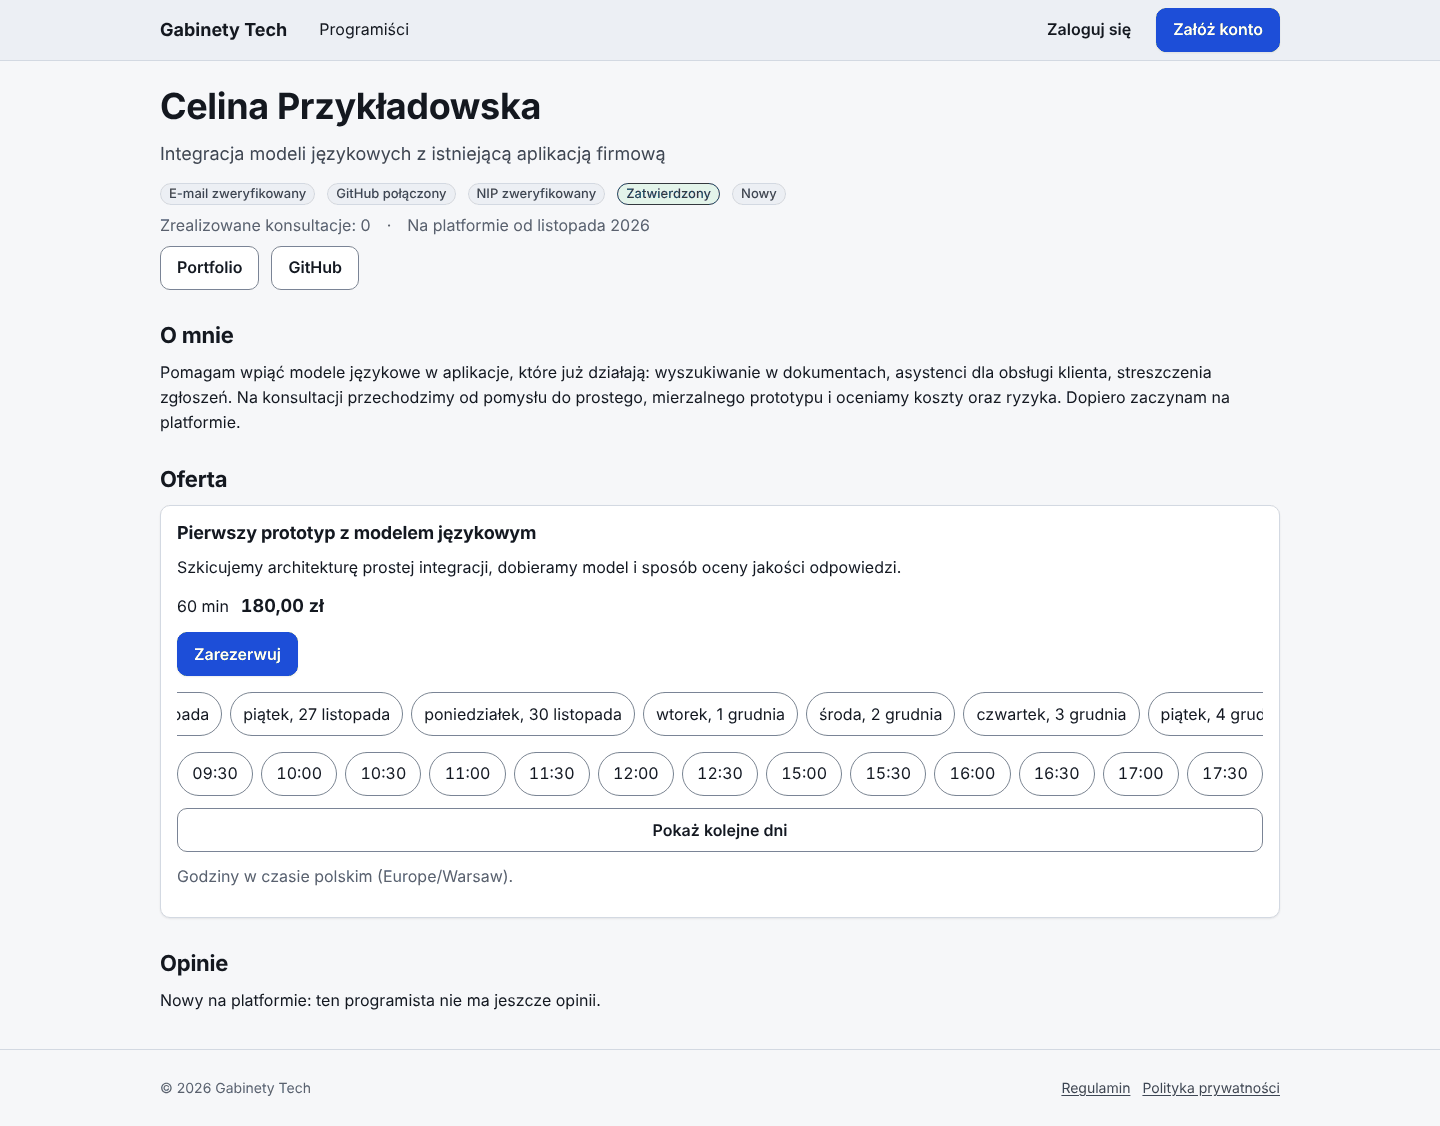 Gabinety Tech
Programiści
Zaloguj się
Załóż konto
Celina Przykładowska
Integracja modeli językowych z istniejącą aplikacją firmową
E-mail zweryfikowany
GitHub połączony
NIP zweryfikowany
Zatwierdzony
Nowy
Zrealizowane konsultacje: 0 · Na platformie od listopada 2026
Portfolio
GitHub
O mnie
Pomagam wpiąć modele językowe w aplikacje, które już działają: wyszukiwanie w dokumentach, asystenci dla obsługi klienta, streszczenia
zgłoszeń. Na konsultacji przechodzimy od pomysłu do prostego, mierzalnego prototypu i oceniamy koszty oraz ryzyka. Dopiero zaczynam na
platformie.
Oferta
Pierwszy prototyp z modelem językowym
Szkicujemy architekturę prostej integracji, dobieramy model i sposób oceny jakości odpowiedzi.
60 min 180,00 zł
Zarezerwuj
piątek, 27 listopada
poniedziałek, 30 listopada
wtorek, 1 grudnia
środa, 2 grudnia
czwartek, 3 grudnia
piątek, 4
09:30
10:00
10:30
11:00
11:30
12:00
12:30
15:00
15:30
16:00
16:30
17:00
17:30
Pokaż kolejne dni
Godziny w czasie polskim (Europe/Warsaw).
Opinie
Nowy na platformie: ten programista nie ma jeszcze opinii.
© 2026 Gabinety Tech
Regulamin
Polityka prywatności